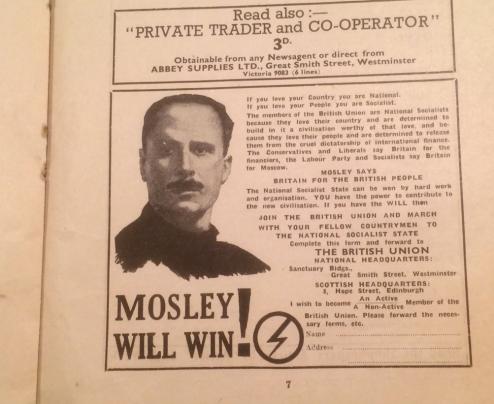 Read also :—
"PRIVATE TRADER and CO-OPERATOR"
3D.
Obtainable from any Newsagent or direct from
ABBEY SUPPLIES LTD., Great Smith Street, Westminster
Victoria 9083 (6 lines)
If you love your Country you are National.
If you love your People you are Socialist.
The members of the British Union are National Socialists
because they love their country and are determined to
build in it a civilisation worthy of that love, and be-
cause they love their people and are determined to release
them from the cruel dictatorship of international finance.
The Conservatives and Liberals say Britain for the
financiers, the Labour Party and Socialists say Britain
for Moscow.
MOSLEY SAYS
BRITAIN FOR THE BRITISH PEOPLE
The National Socialist State can be won by hard work
and organisation. YOU have the power to contribute to
the new civilisation. If you have the WILL then
JOIN THE BRITISH UNION AND MARCH
WITH YOUR FELLOW COUNTRYMEN TO
THE NATIONAL SOCIALIST STATE
Complete this form and forward to
THE BRITISH UNION
NATIONAL HEADQUARTERS:
Sanctuary Bldgs.,
Great Smith Street, Westminster
SCOTTISH HEADQUARTERS:
5, Hope Street, Edinburgh
I wish to become An Active
A Non-Active Member of the
British Union. Please forward the neces-
sary forms, etc.
Name
Address
MOSLEY
WILL WIN!
7